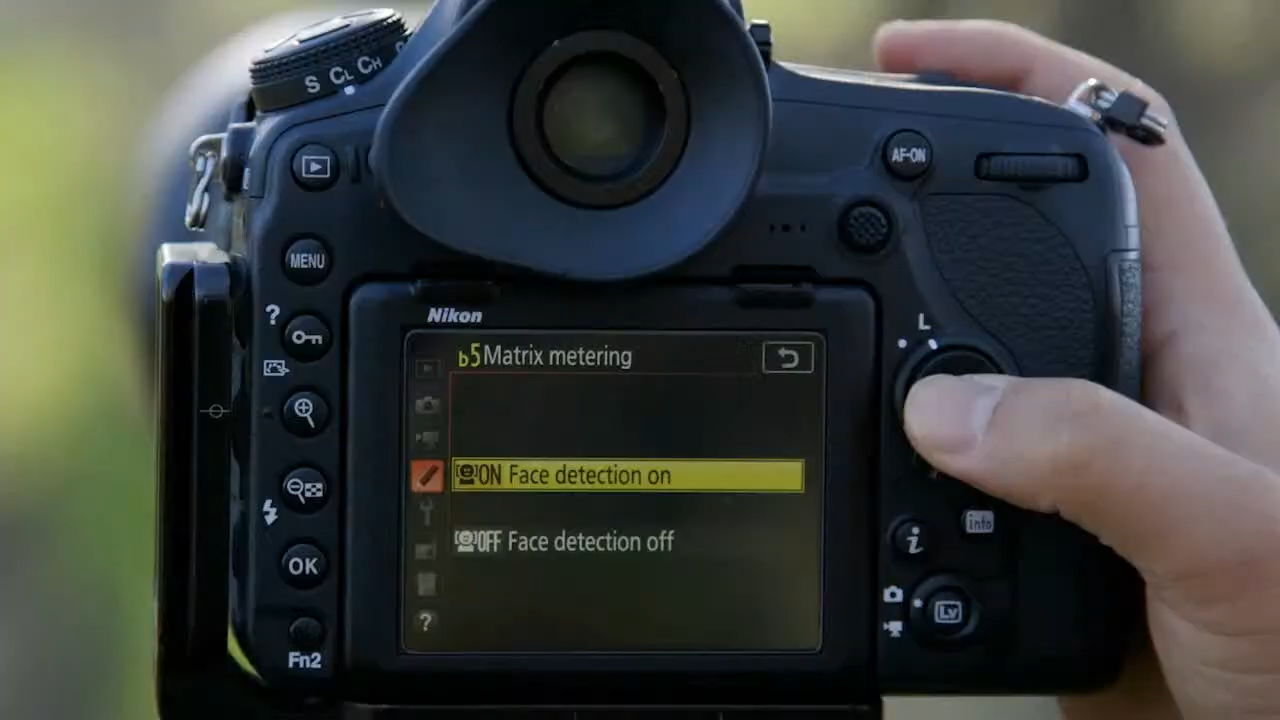 S CL CH
AF-ON
MENU
?
L
Nikon
b5 Matrix metering
ON Face detection on
OFF Face detection off
info
i
OK
Lv
?
Fn2